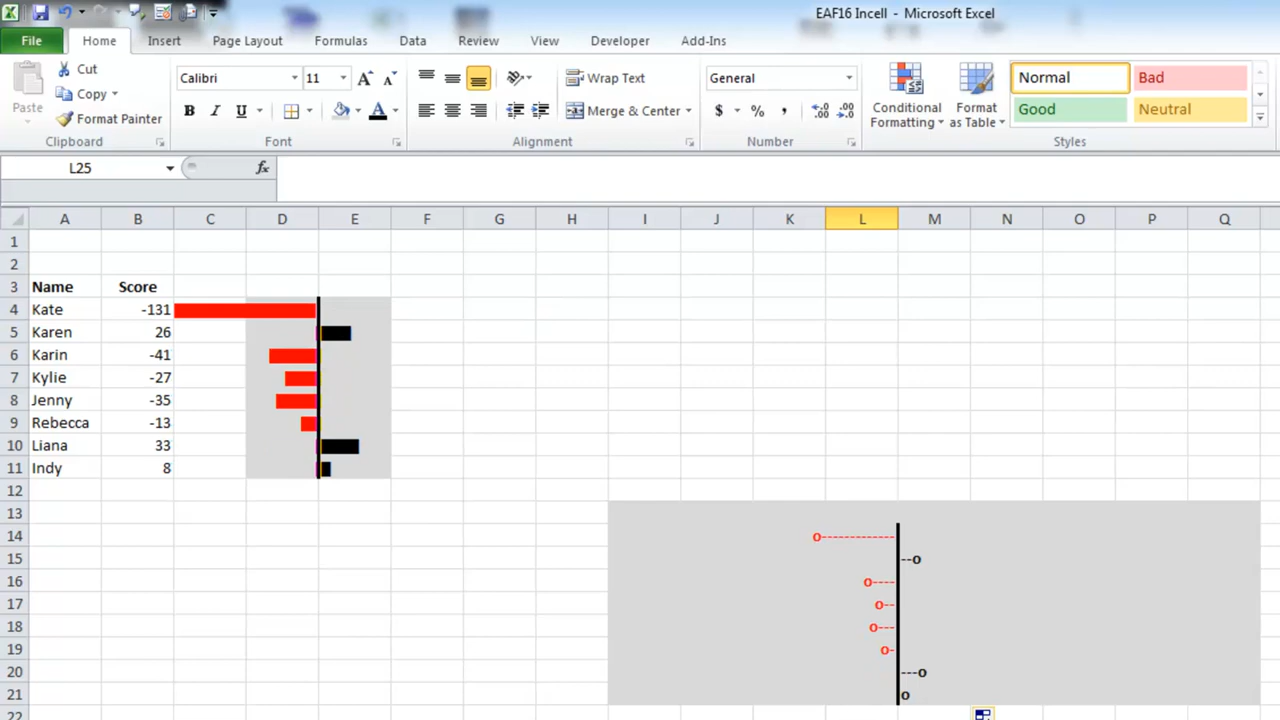 EAF16 Incell - Microsoft Excel
File Home Insert Page Layout Formulas Data Review View Developer Add-Ins
Paste
Cut
Copy
Format Painter
Clipboard
Calibri 11
B I U
Font
Wrap Text
Merge & Center
Alignment
General
$ % ,
Number
Conditional Formatting
Format as Table
Normal Bad
Good Neutral
Styles
L25 fx
A B C D E F G H I J K L M N O P Q
1
2
3 Name Score
4 Kate -131
5 Karen 26
6 Karin -41
7 Kylie -27
8 Jenny -35
9 Rebecca -13
10 Liana 33
11 Indy 8
12
13
14 o-------------
15 --o
16 o----
17 o--
18 o---
19 o-
20 ---o
21 o
22